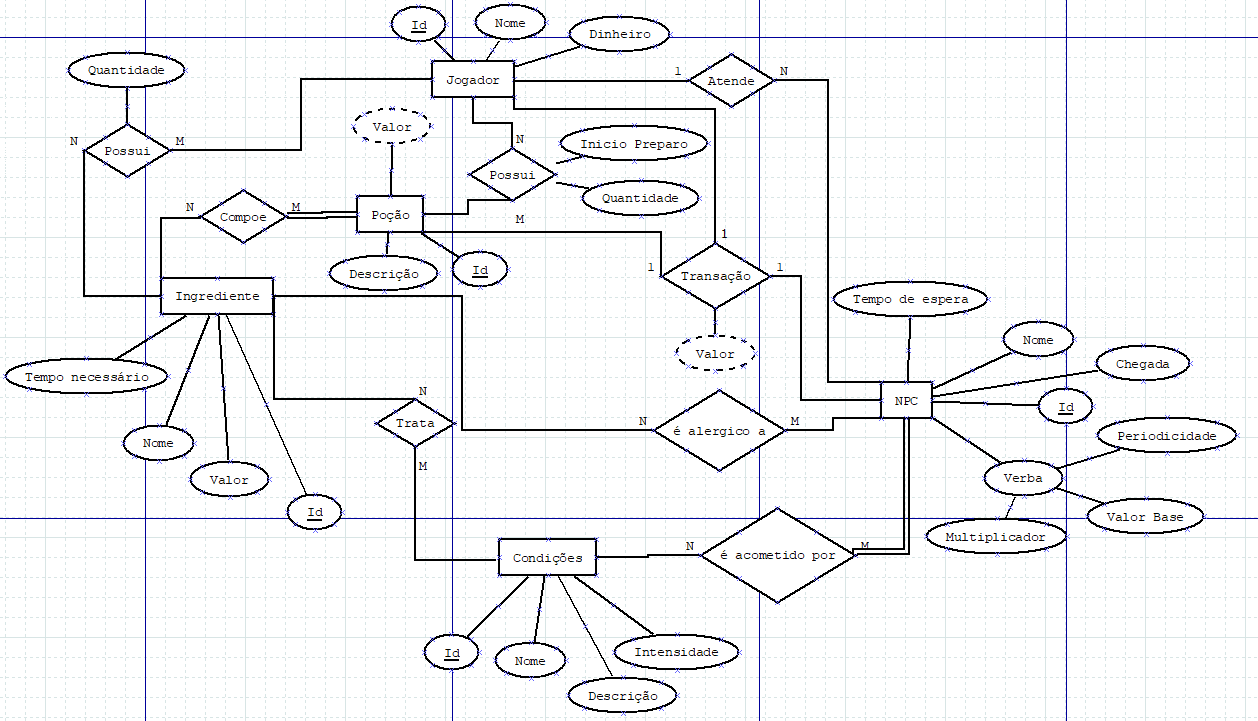 Id
Nome
Dinheiro
Quantidade
Jogador
1
Atende
N
Valor
N
Possui
M
N
Inicio Preparo
Possui
Quantidade
N
Compoe
M
Poção
M
1
Descrição
Id
1
Transação
1
Ingrediente
Tempo de espera
Valor
Nome
Chegada
Tempo necessário
N
Trata
NPC
Id
N
é alergico a
M
Nome
Periodicidade
M
Valor
Verba
Id
Valor Base
Multiplicador
Condições
N
é acometido por
M
Id
Nome
Intensidade
Descrição